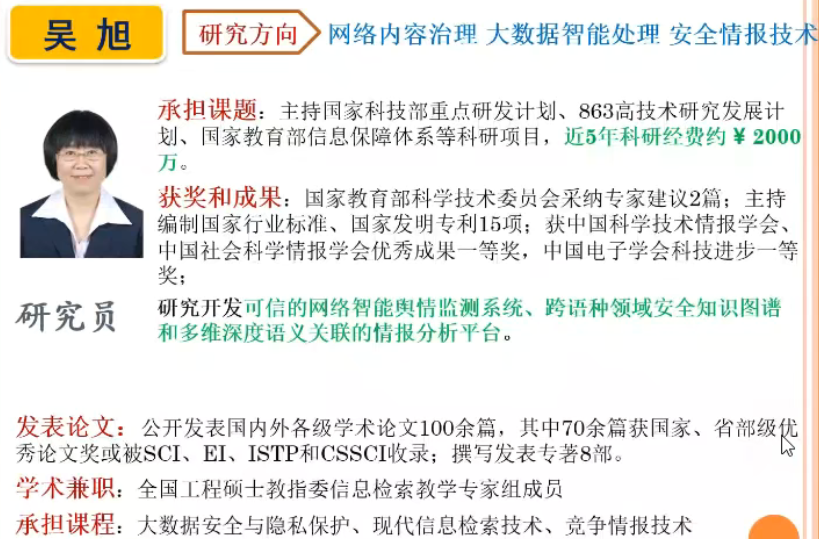 吴 旭
研究方向
网络内容治理 大数据智能处理 安全情报技术
承担课题：主持国家科技部重点研发计划、863高技术研究发展计
划、国家教育部信息保障体系等科研项目，近5年科研经费约￥2000
万。
获奖和成果：国家教育部科学技术委员会采纳专家建议2篇；主持
编制国家行业标准、国家发明专利15项；获中国科学技术情报学会、
中国社会科学情报学会优秀成果一等奖，中国电子学会科技进步一等
奖；
研究员
研究开发可信的网络智能舆情监测系统、跨语种领域安全知识图谱
和多维深度语义关联的情报分析平台。
发表论文：公开发表国内外各级学术论文100余篇，其中70余篇获国家、省部级优
秀论文奖或被SCI、EI、ISTP和CSSCI收录；撰写发表专著8部。
学术兼职：全国工程硕士教指委信息检索教学专家组成员
承担课程：大数据安全与隐私保护、现代信息检索技术、竞争情报技术